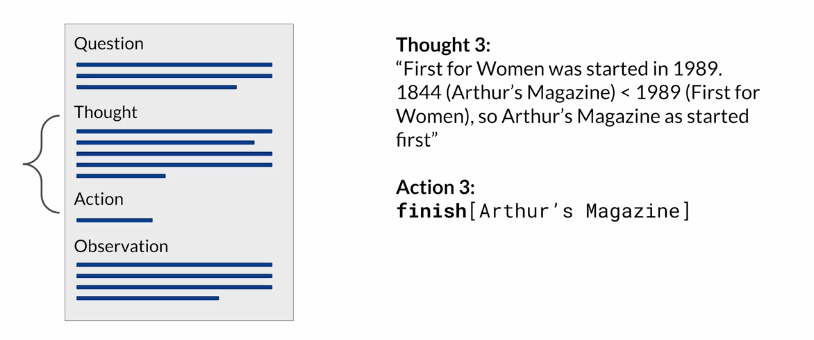 Question
Thought
Action
Observation
Thought 3:
“First for Women was started in 1989.
1844 (Arthur’s Magazine) < 1989 (First for
Women), so Arthur’s Magazine as started
first”
Action 3:
finish[Arthur’s Magazine]